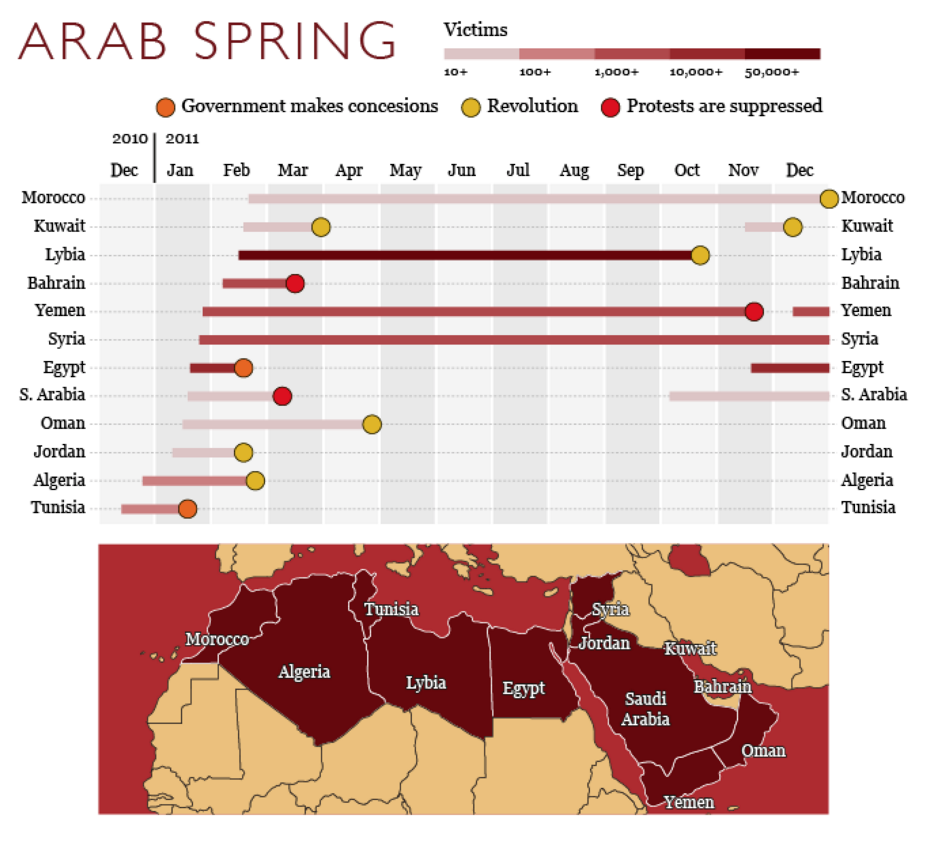 ARAB SPRING
Victims
10+ 100+ 1,000+ 10,000+ 50,000+
Government makes concesions Revolution Protests are suppressed
2010 2011
Dec Jan Feb Mar Apr May Jun Jul Aug Sep Oct Nov Dec
Morocco Morocco
Kuwait Kuwait
Lybia Lybia
Bahrain Bahrain
Yemen Yemen
Syria Syria
Egypt Egypt
S. Arabia S. Arabia
Oman Oman
Jordan Jordan
Algeria Algeria
Tunisia Tunisia
Tunisia Syria
Morocco Jordan Kuwait
Algeria Lybia Egypt Bahrain
Saudi
Arabia
Oman
Yemen